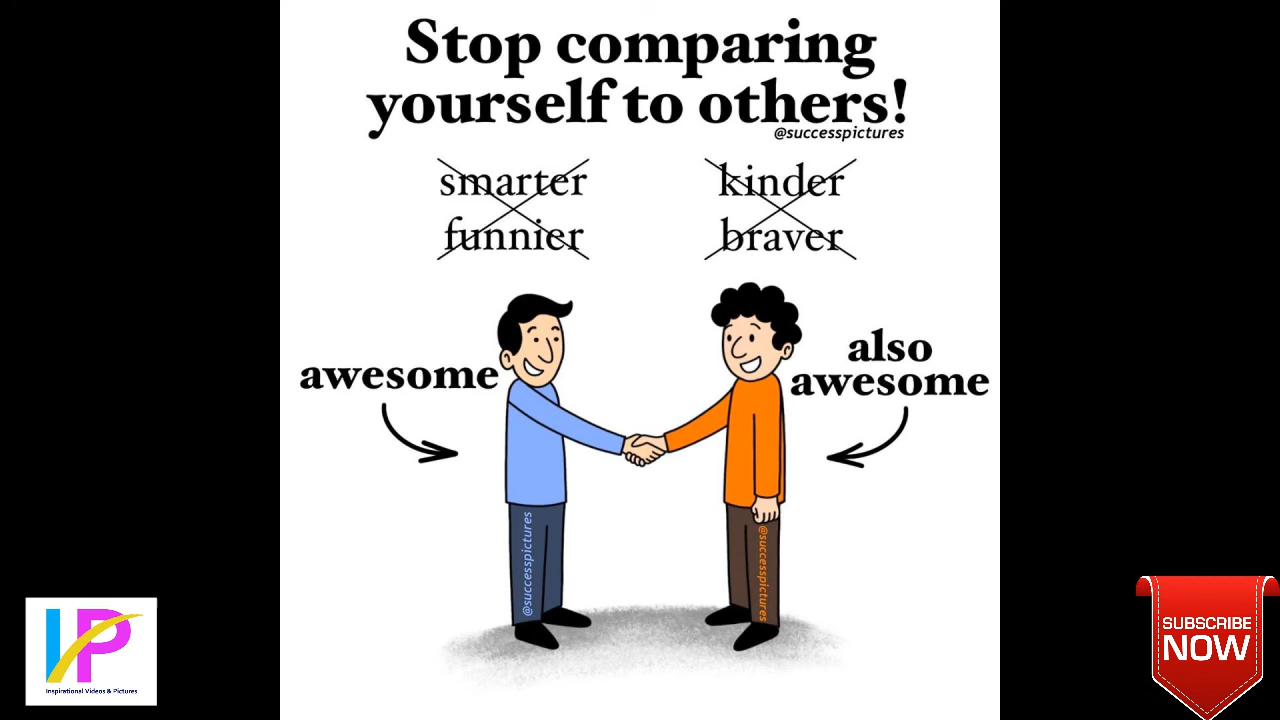 Stop comparing
yourself to others!
@successpictures
smarter
funnier
kinder
braver
awesome
also
awesome
@successpictures
@successpictures
IP
Inspirational Videos & Pictures
SUBSCRIBE
NOW